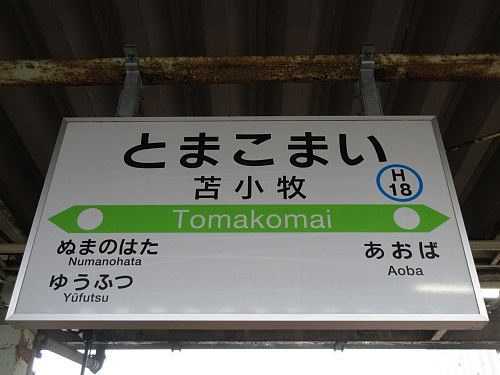 とまこまい
苫小牧
H
18
Tomakomai
ぬまのはた
Numanohata
あおば
Aoba
ゆうふつ
Yūfutsu